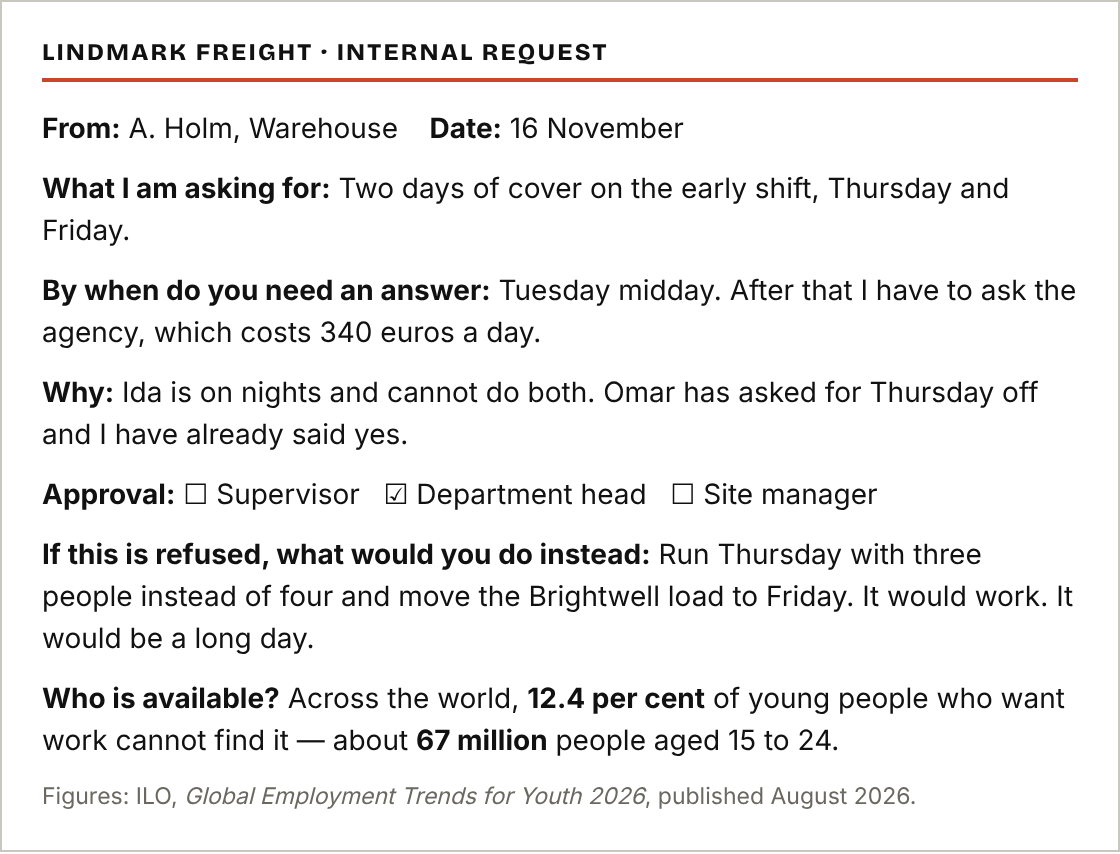 LINDMARK FREIGHT · INTERNAL REQUEST
From: A. Holm, Warehouse Date: 16 November
What I am asking for: Two days of cover on the early shift, Thursday and
Friday.
By when do you need an answer: Tuesday midday. After that I have to ask the
agency, which costs 340 euros a day.
Why: Ida is on nights and cannot do both. Omar has asked for Thursday off
and I have already said yes.
Approval: ☐ Supervisor ☑ Department head ☐ Site manager
If this is refused, what would you do instead: Run Thursday with three
people instead of four and move the Brightwell load to Friday. It would work. It
would be a long day.
Who is available? Across the world, 12.4 per cent of young people who want
work cannot find it — about 67 million people aged 15 to 24.
Figures: ILO, Global Employment Trends for Youth 2026, published August 2026.